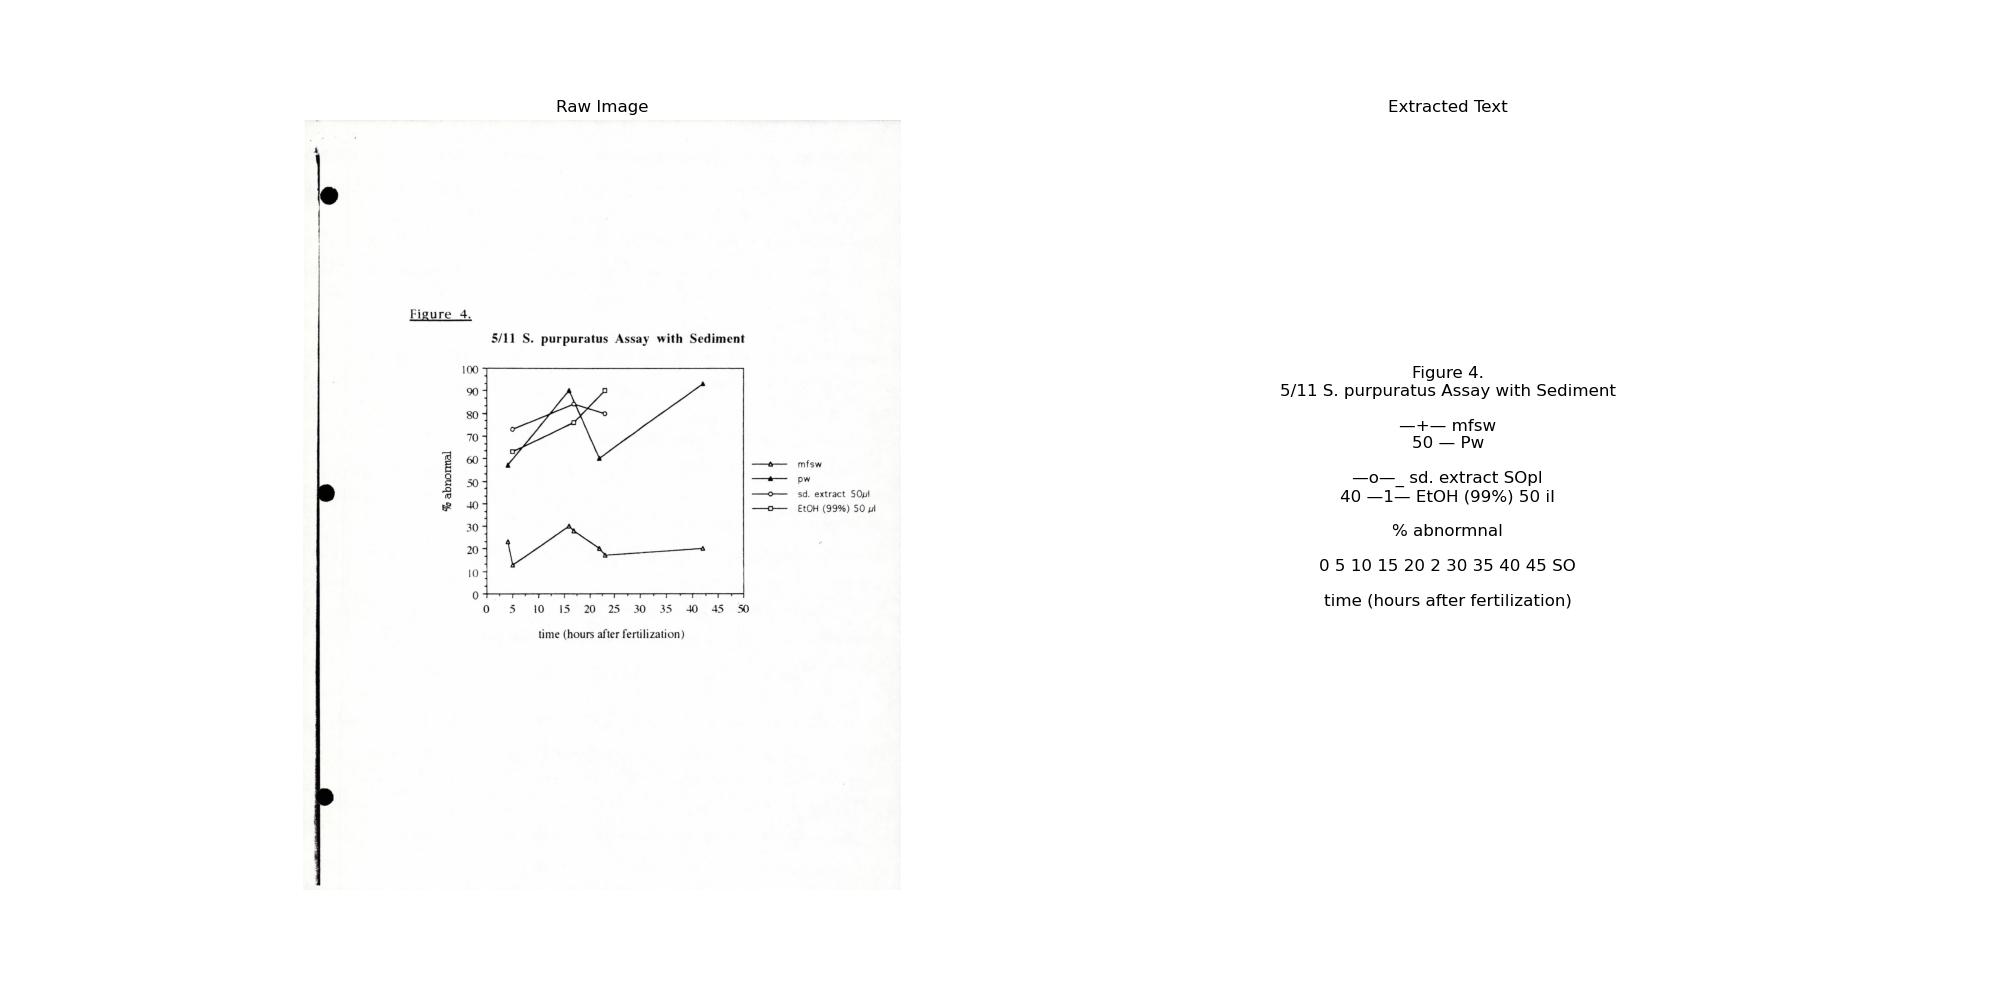 Raw Image
Extracted Text
Figure 4.
5/11 S. purpuratus Assay with Sediment
100
90
80
70
60
50
40
30
20
10
0
% abnormal
0 5 10 15 20 25 30 35 40 45 50
time (hours after fertilization)
mfsw
pw
sd. extract 50µl
EtOH (99%) 50 µl
Figure 4.
5/11 S. purpuratus Assay with Sediment
—+— mfsw
50 — Pw
—o—_ sd. extract SOpl
40 —1— EtOH (99%) 50 il
% abnormnal
0 5 10 15 20 2 30 35 40 45 SO
time (hours after fertilization)